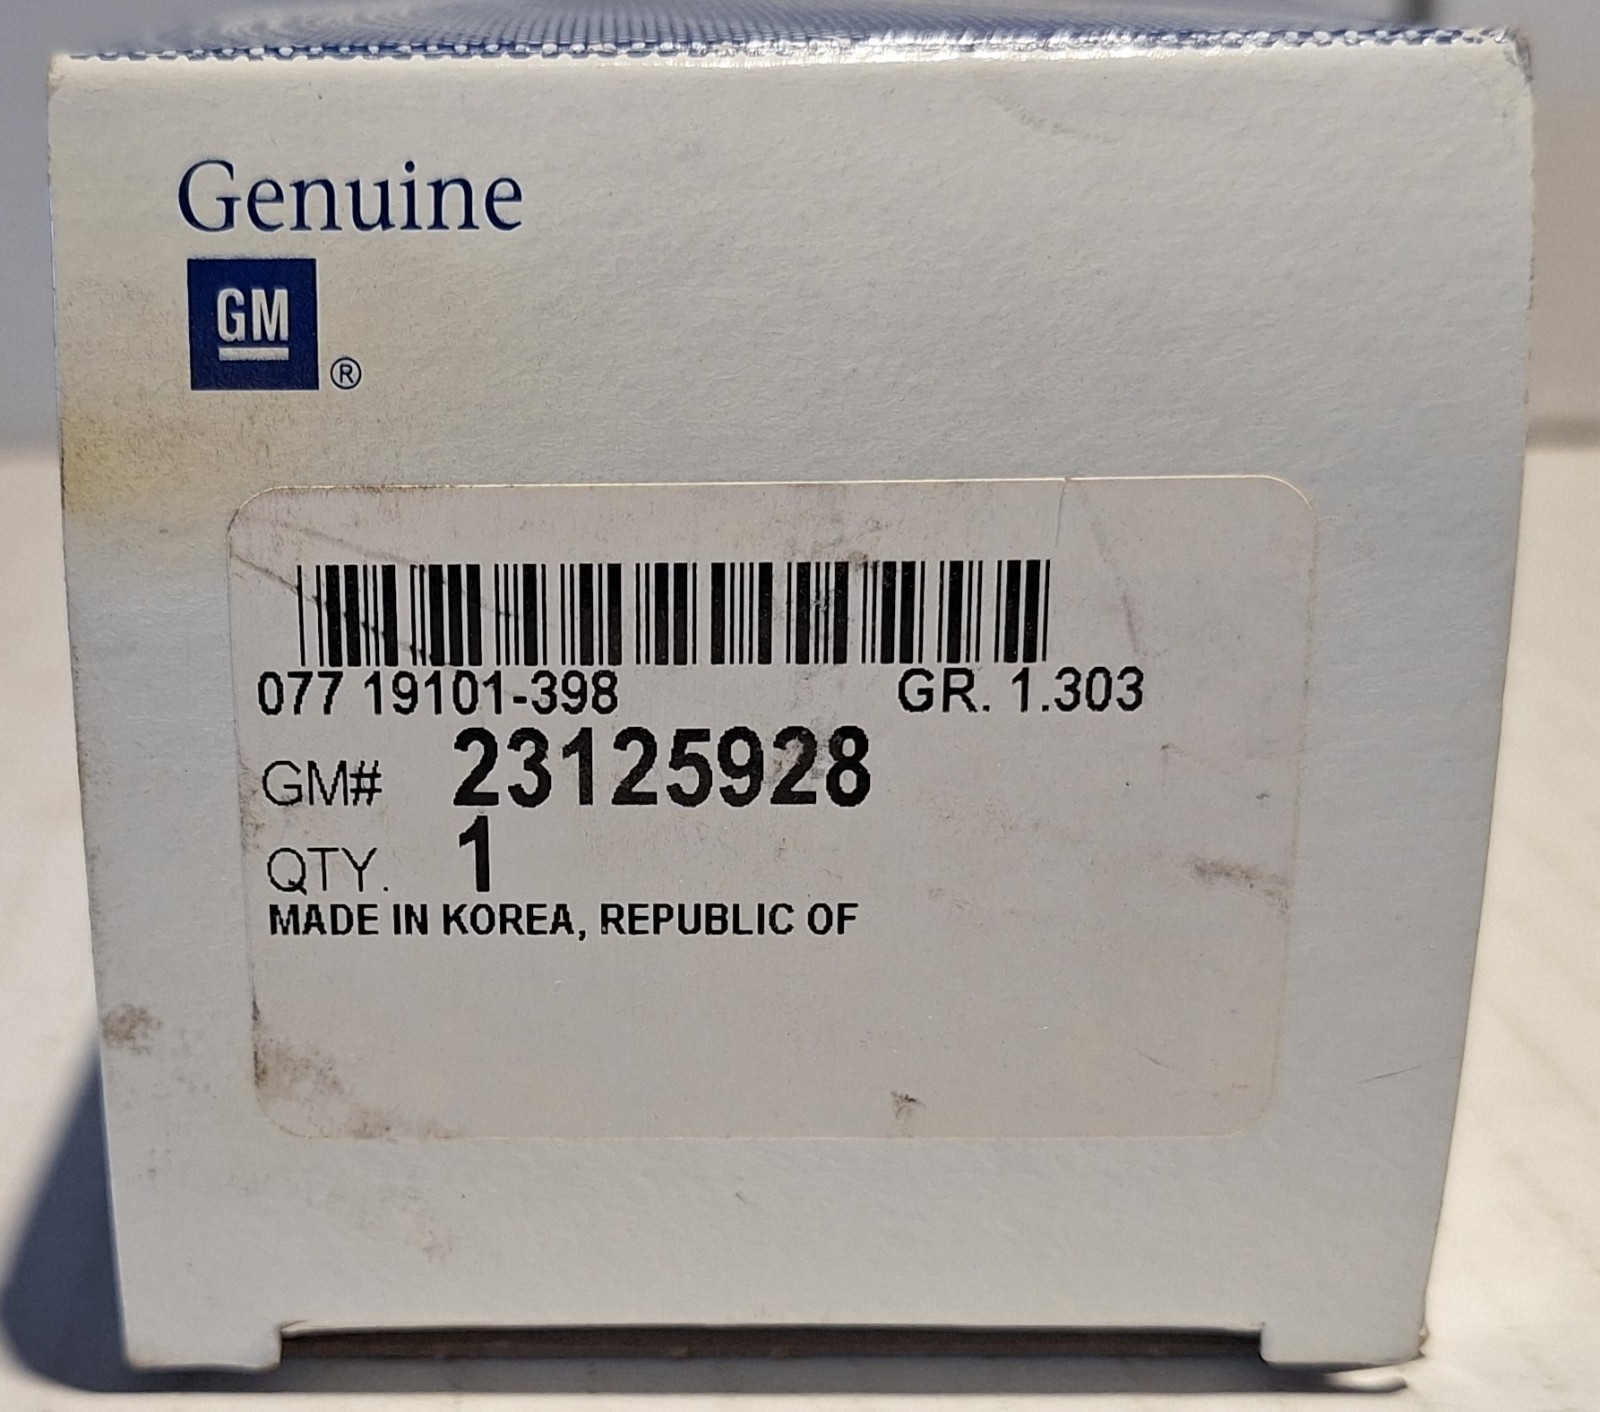 Genuine
GM ®
077 19101-398 GR. 1.303
GM# 23125928
QTY. 1
MADE IN KOREA, REPUBLIC OF